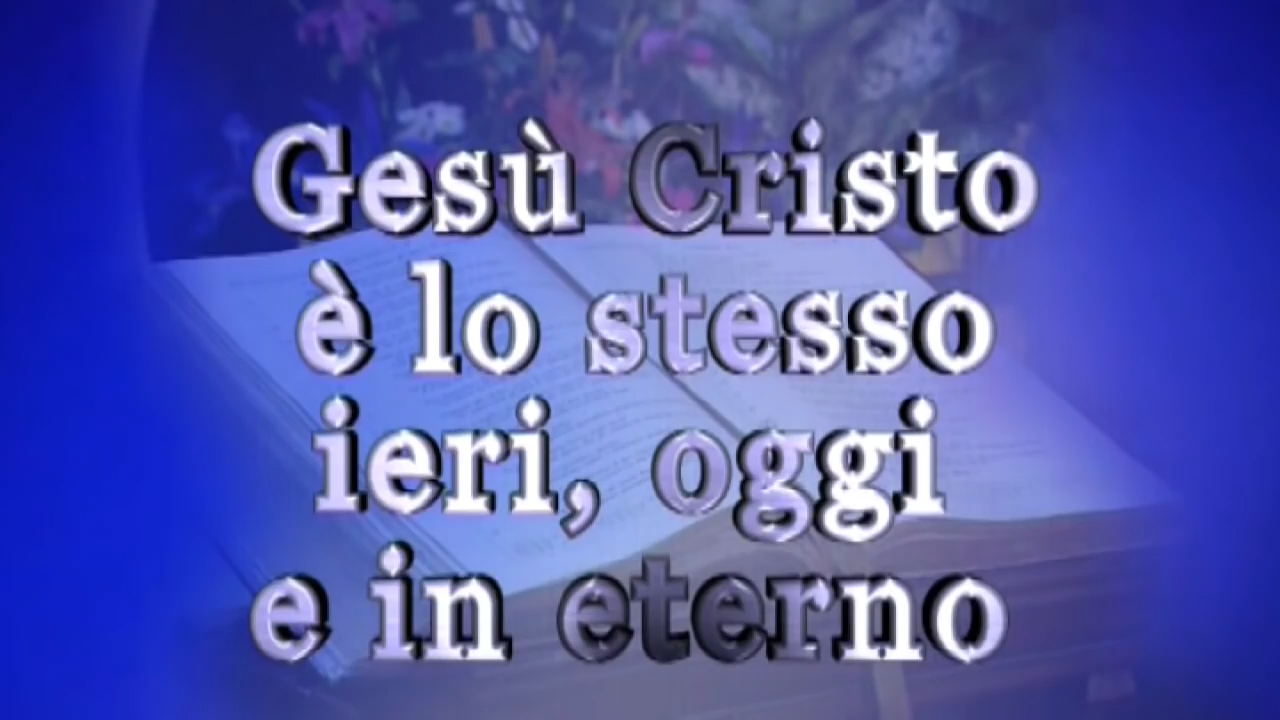 Gesù Cristo
è lo stesso
ieri, oggi
e in eterno